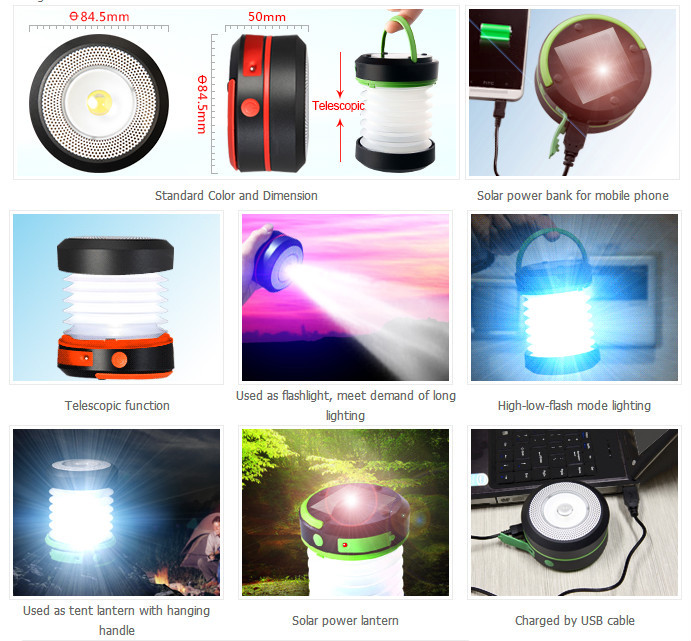 ⊖84.5mm
50mm
⊖84.5mm
Telescopic
Standard Color and Dimension
Solar power bank for mobile phone
Telescopic function
Used as flashlight, meet demand of long
lighting
High-low-flash mode lighting
Used as tent lantern with hanging
handle
Solar power lantern
Charged by USB cable